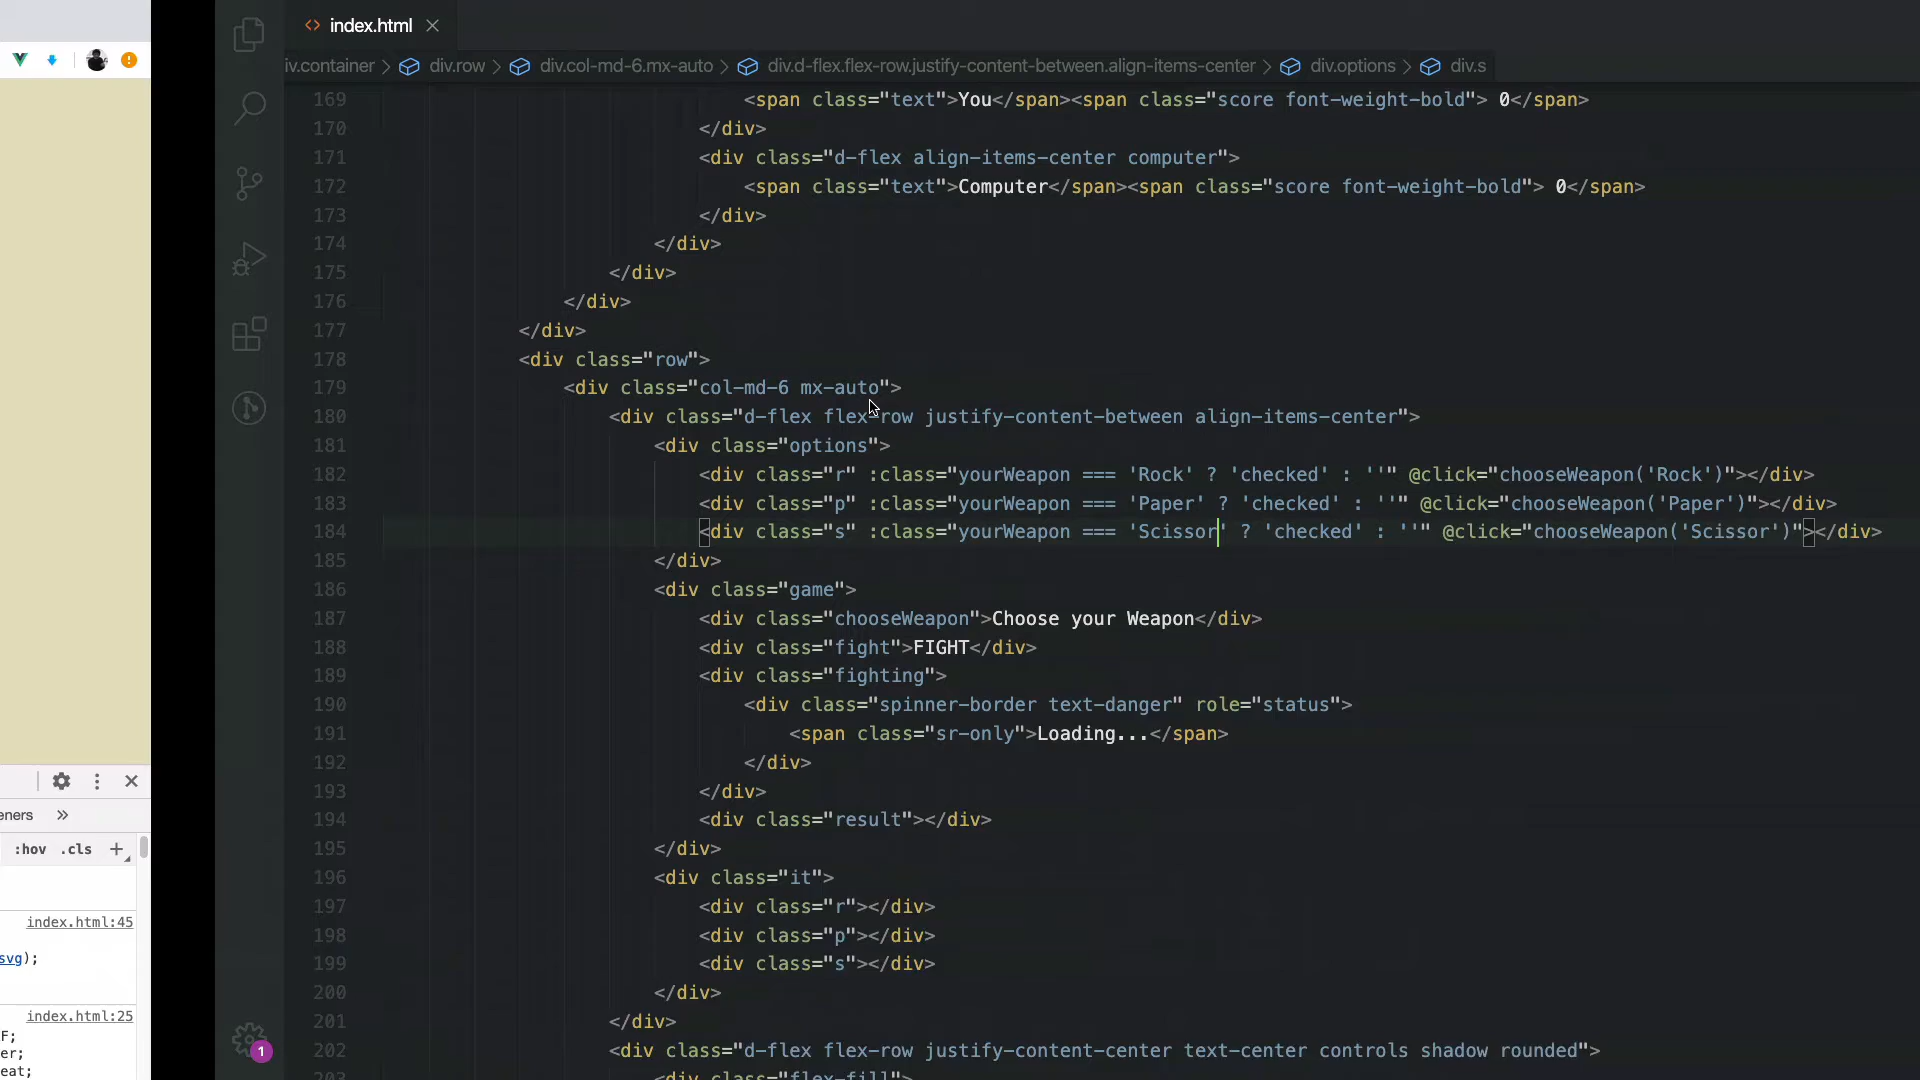 index.html
iv.container > div.row > div.col-md-6.mx-auto > div.d-flex.flex-row.justify-content-between.align-items-center > div.options > div.s
169 <span class="text">You</span><span class="score font-weight-bold"> 0</span>
170 </div>
171 <div class="d-flex align-items-center computer">
172 <span class="text">Computer</span><span class="score font-weight-bold"> 0</span>
173 </div>
174 </div>
175 </div>
176 </div>
177 </div>
178 <div class="row">
179 <div class="col-md-6 mx-auto">
180 <div class="d-flex flex-row justify-content-between align-items-center">
181 <div class="options">
182 <div class="r" :class="yourWeapon === 'Rock' ? 'checked' : ''" @click="chooseWeapon('Rock')"></div>
183 <div class="p" :class="yourWeapon === 'Paper' ? 'checked' : ''" @click="chooseWeapon('Paper')"></div>
184 <div class="s" :class="yourWeapon === 'Scissor' ? 'checked' : ''" @click="chooseWeapon('Scissor')"></div>
185 </div>
186 <div class="game">
187 <div class="chooseWeapon">Choose your Weapon</div>
188 <div class="fight">FIGHT</div>
189 <div class="fighting">
190 <div class="spinner-border text-danger" role="status">
191 <span class="sr-only">Loading...</span>
192 </div>
193 </div>
194 <div class="result"></div>
195 </div>
196 <div class="it">
197 <div class="r"></div>
198 <div class="p"></div>
199 <div class="s"></div>
200 </div>
201 </div>
202 <div class="d-flex flex-row justify-content-center text-center controls shadow rounded">
203 <div class="flex-fill">
eners
:hov .cls +
index.html:45
svg);
index.html:25
F;
er;
eat;
1